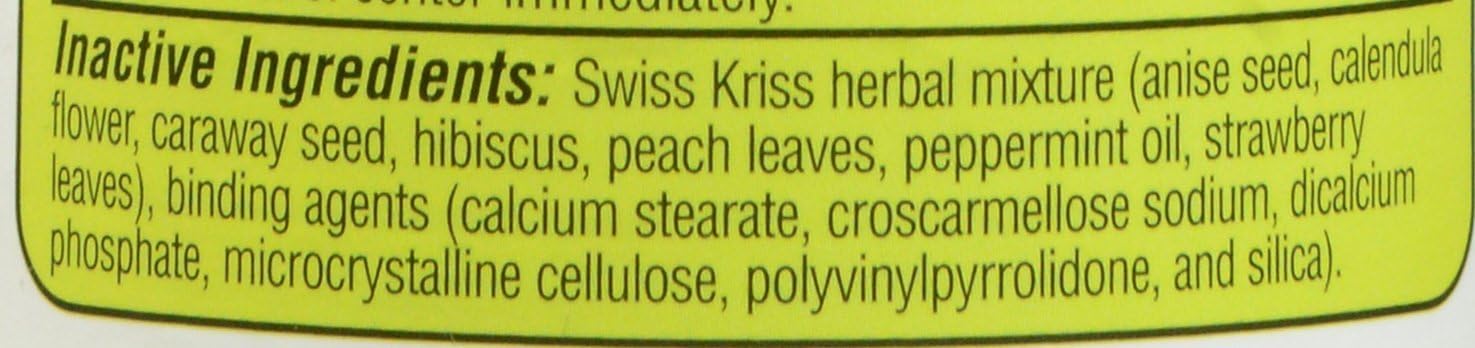 immediately.
Inactive Ingredients: Swiss Kriss herbal mixture (anise seed, calendula
flower, caraway seed, hibiscus, peach leaves, peppermint oil, strawberry
leaves), binding agents (calcium stearate, croscarmellose sodium, dicalcium
phosphate, microcrystalline cellulose, polyvinylpyrrolidone, and silica).